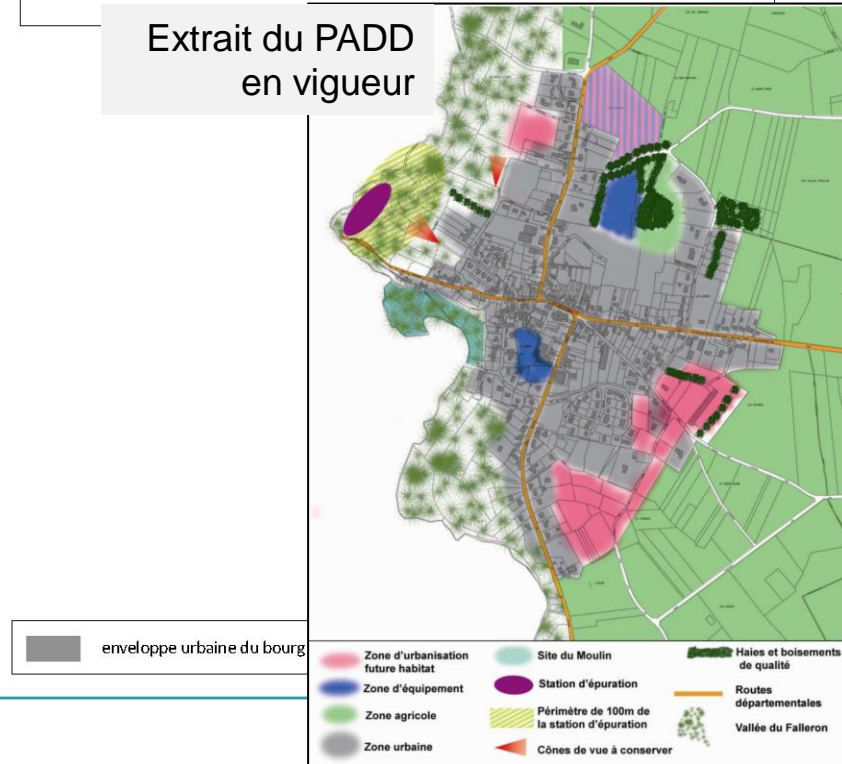 Extrait du PADD
en vigueur
enveloppe urbaine du bourg
Zone d'urbanisation
future habitat
Zone d'équipement
Zone agricole
Zone urbaine
Site du Moulin
Station d'épuration
Périmètre de 100m de
la station d'épuration
Cônes de vue à conserver
Haies et boisements
de qualité
Routes
départementales
Vallée du Falleron